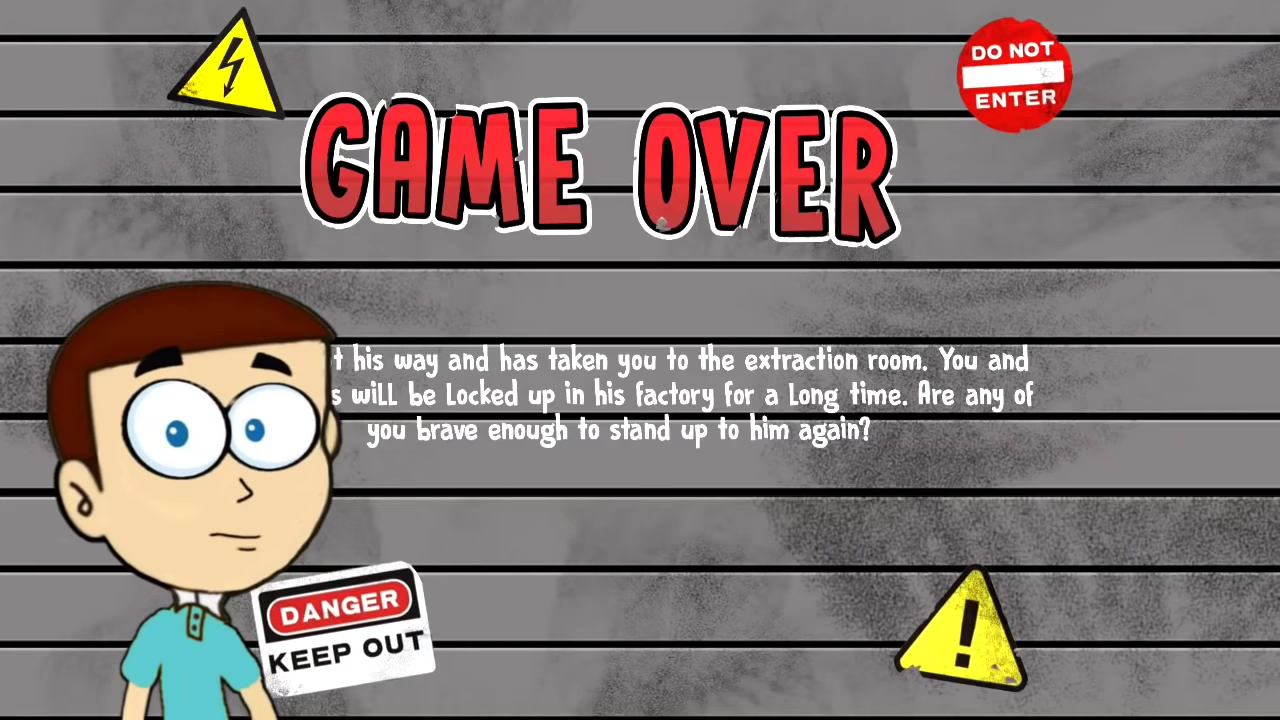 DO NOT
ENTER
GAME OVER
his way and has taken you to the extraction room. You and
will be locked up in his factory for a long time. Are any of
you brave enough to stand up to him again?
DANGER
KEEP OUT
!